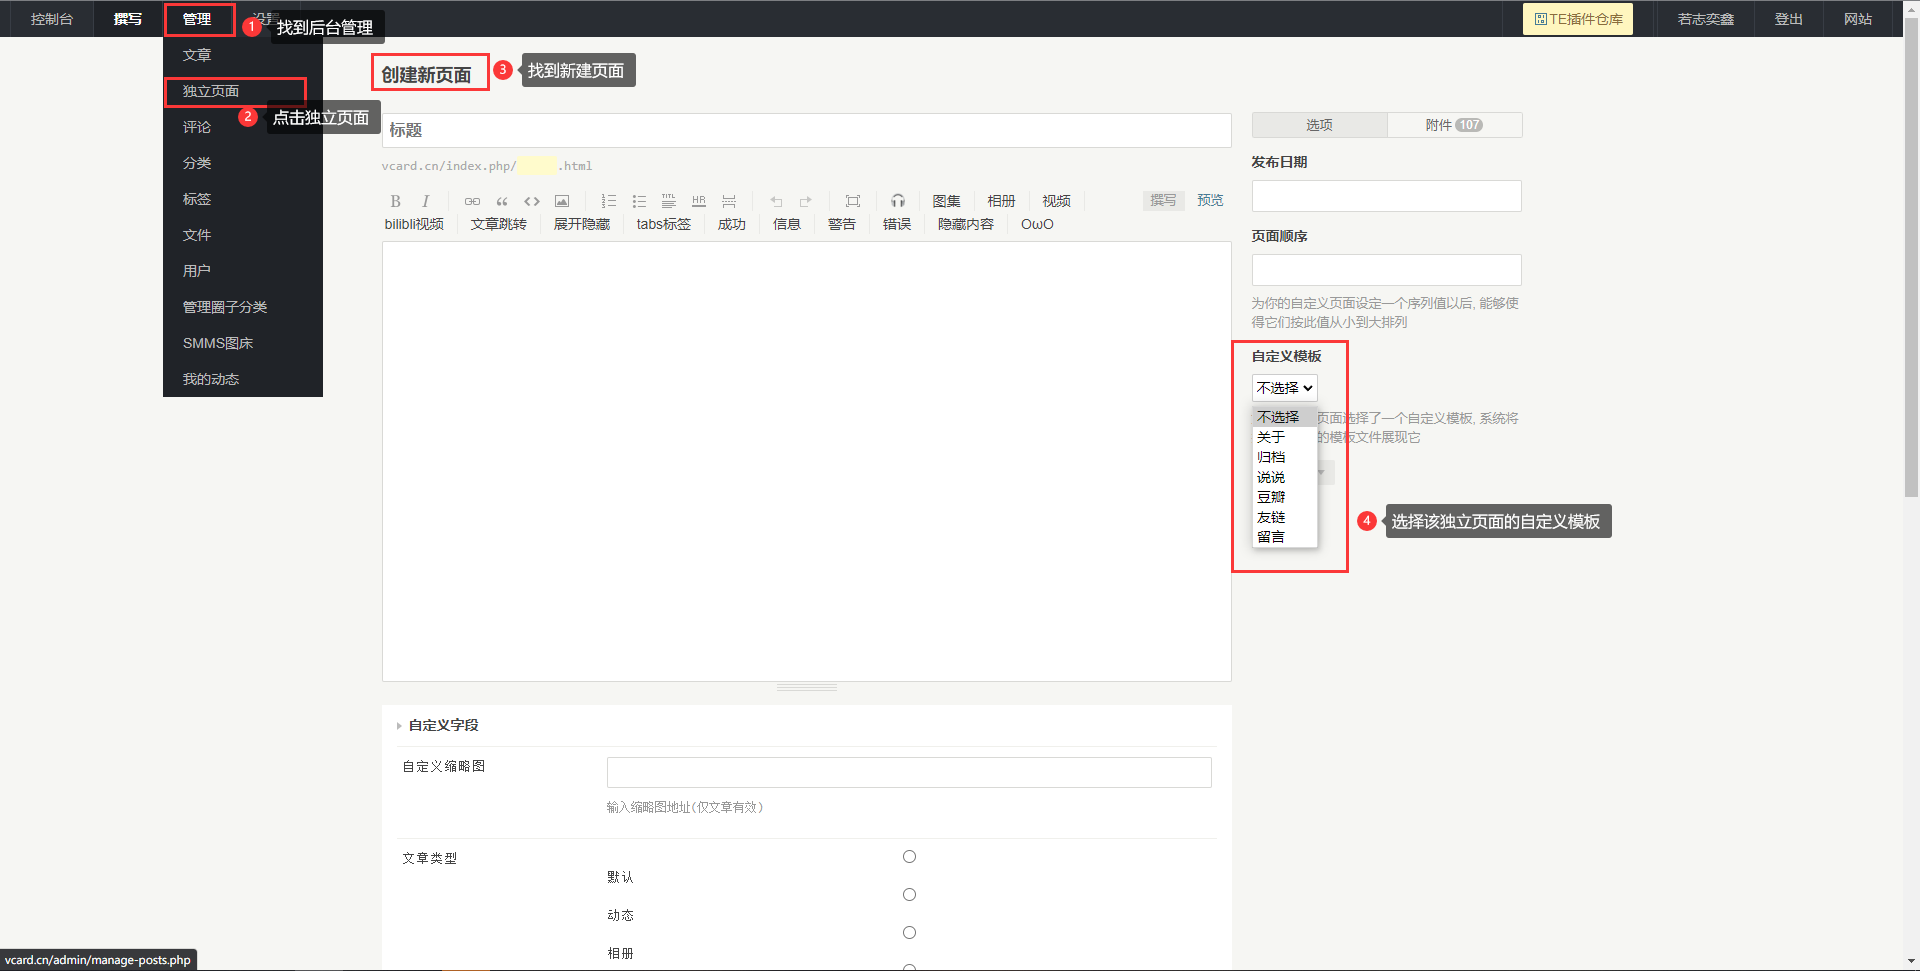 控制台 撰写 管理 设置 TE插件仓库 若志奕鑫 登出 网站
1 找到后台管理
文章
独立页面
2 点击独立页面
评论
分类
标签
文件
用户
管理圈子分类
SMMS图床
我的动态
创建新页面 3 找到新建页面
标题
vcard.cn/index.php/ .html
B I HR 图集 相册 视频 撰写 预览
bilibli视频 文章跳转 展开隐藏 tabs标签 成功 信息 警告 错误 隐藏内容 OωO
选项 附件 107
发布日期
页面顺序
为你的自定义页面设定一个序列值以后, 能够使
得它们按此值从小到大排列
自定义模板
不选择
不选择
页面选择了一个自定义模板, 系统将
关于
的模板文件展现它
归档
说说
豆瓣
友链
留言
4 选择该独立页面的自定义模板
自定义字段
自定义缩略图
输入缩略图地址(仅文章有效)
文章类型
默认
动态
相册
vcard.cn/admin/manage-posts.php